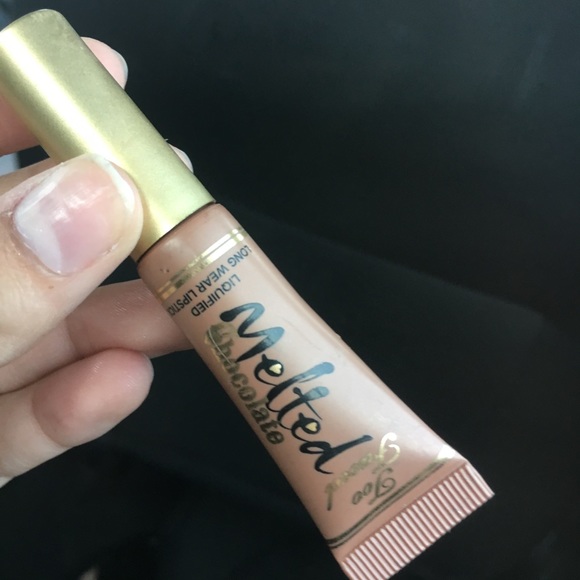 Too
Faced
Melted
Chocolate
LIQUIFIED
LONG WEAR LIPSTICK